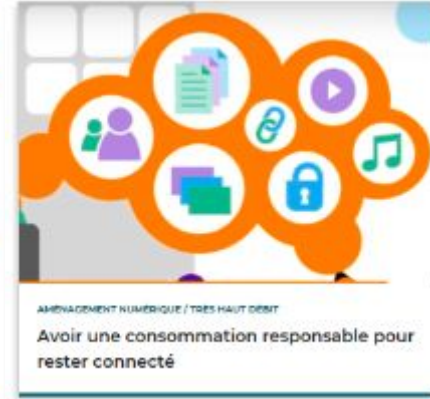 AMÉNAGEMENT NUMÉRIQUE / TRÈS HAUT DÉBIT
Avoir une consommation responsable pour
rester connecté